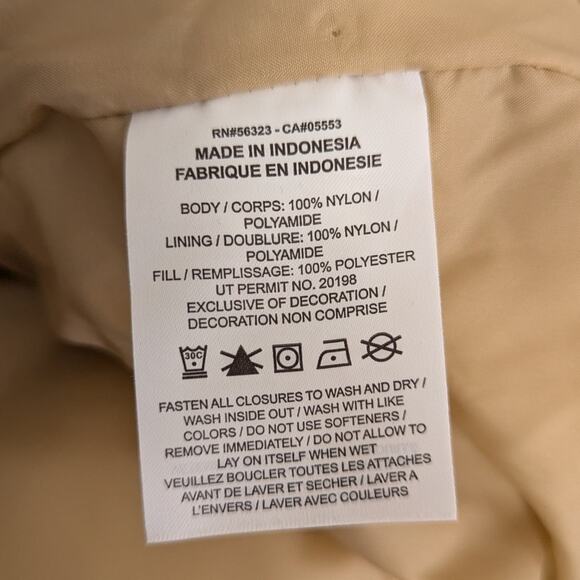 RN#56323 - CA#05553
MADE IN INDONESIA
FABRIQUE EN INDONESIE
BODY / CORPS: 100% NYLON /
POLYAMIDE
LINING / DOUBLURE: 100% NYLON /
POLYAMIDE
FILL / REMPLISSAGE: 100% POLYESTER
UT PERMIT NO. 20198
EXCLUSIVE OF DECORATION /
DECORATION NON COMPRISE
30C
FASTEN ALL CLOSURES TO WASH AND DRY /
WASH INSIDE OUT / WASH WITH LIKE
COLORS / DO NOT USE SOFTENERS /
REMOVE IMMEDIATELY / DO NOT ALLOW TO
LAY ON ITSELF WHEN WET
VEUILLEZ BOUCLER TOUTES LES ATTACHES
AVANT DE LAVER ET SECHER / LAVER A
L'ENVERS / LAVER AVEC COULEURS